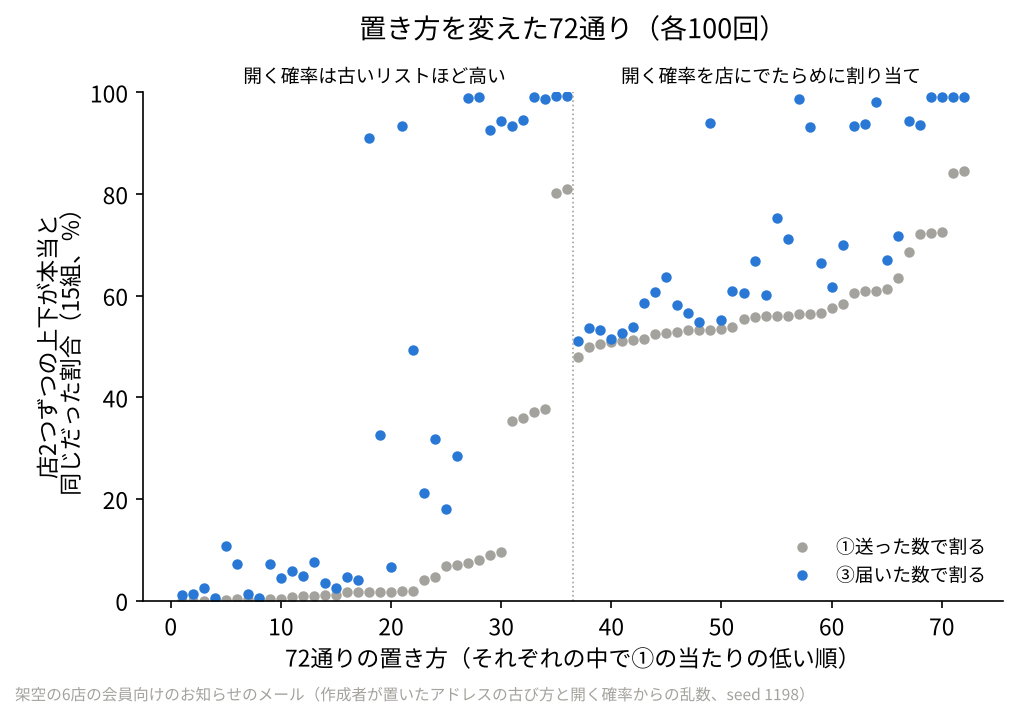 置き方を変えた72通り（各100回）
開く確率は古いリストほど高い
開く確率を店にでたらめに割り当て
店2つずつの上下が本当と
同じだった割合（15組、%）
100
80
60
40
20
0
①送った数で割る
③届いた数で割る
0 10 20 30 40 50 60 70
72通りの置き方（それぞれの中で①の当たりの低い順）
架空の6店の会員向けのお知らせのメール（作成者が置いたアドレスの古び方と開く確率からの乱数、seed 1198）